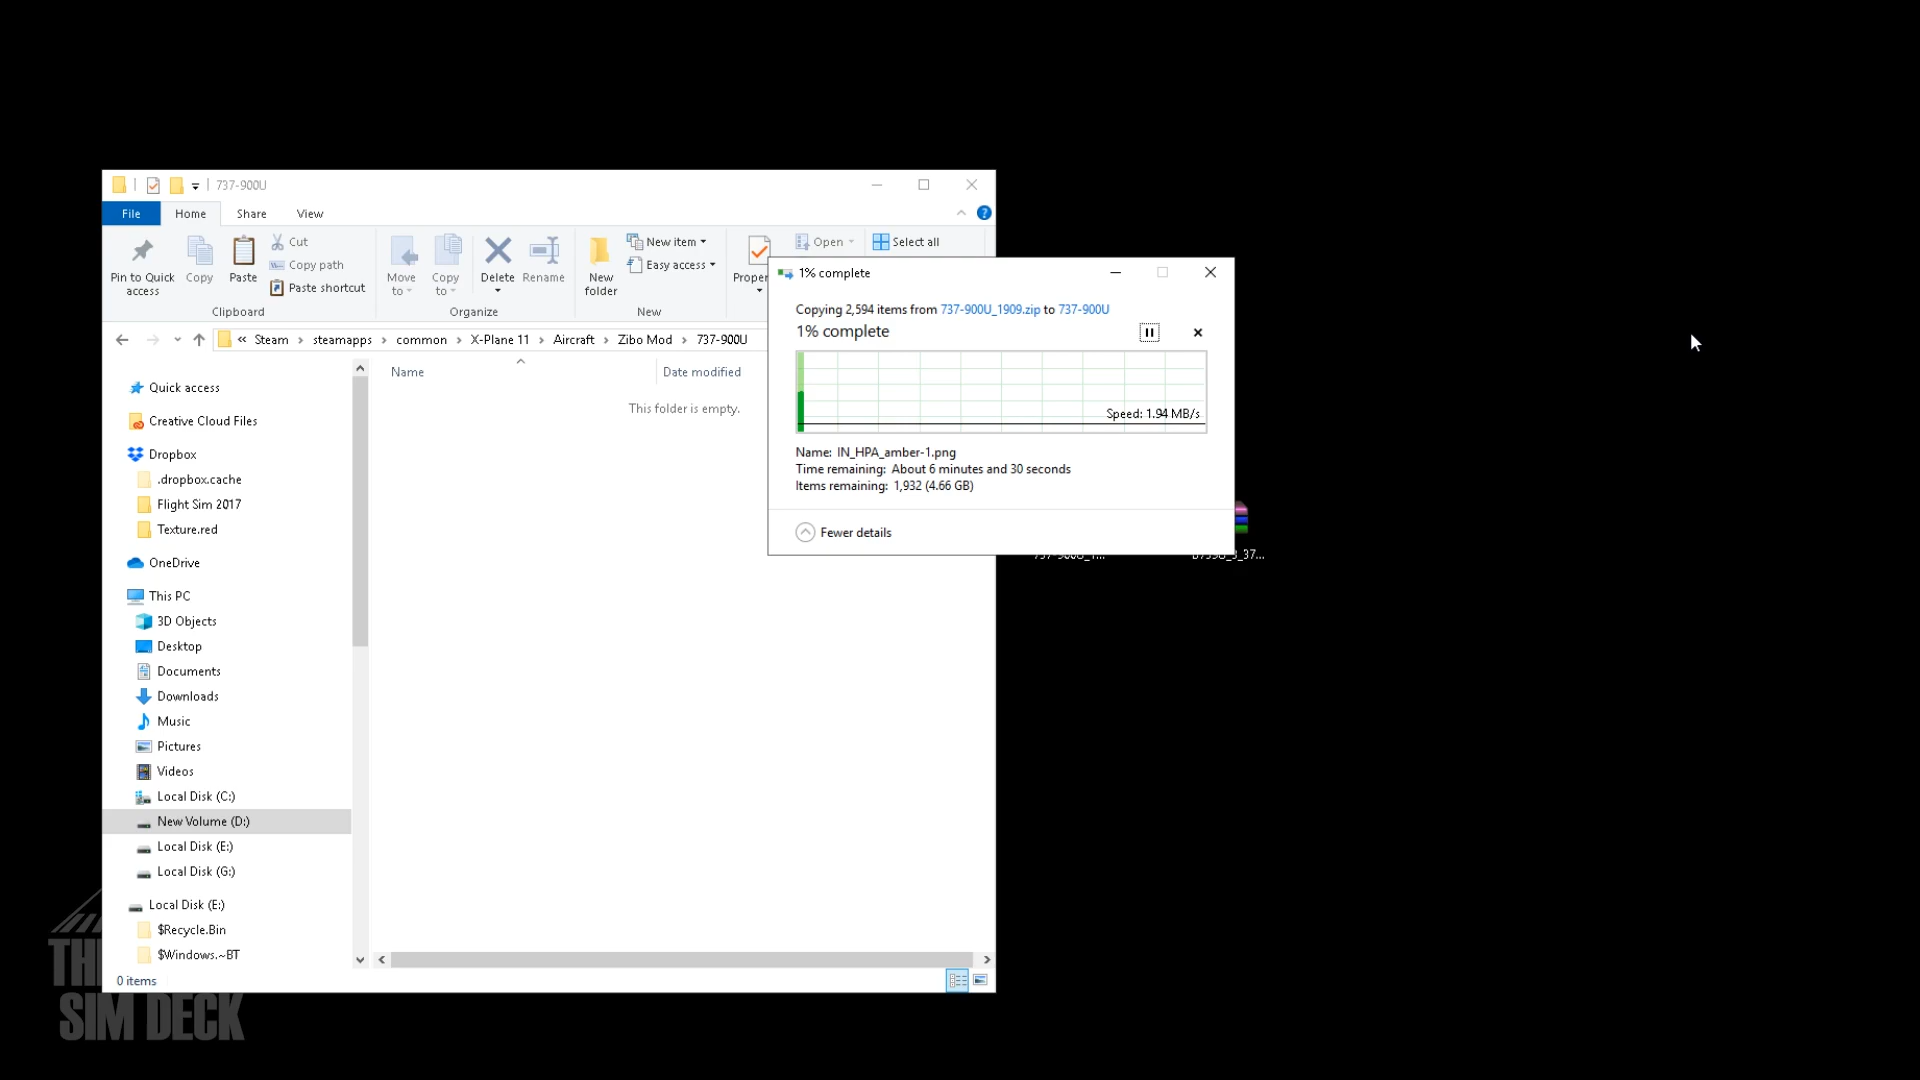 737-900U
File Home Share View
Pin to Quick access
Copy
Paste
Cut
Copy path
Paste shortcut
Clipboard
Move to
Copy to
Delete
Rename
Organize
New folder
New item
Easy access
New
Proper
Open
Select all
« Steam > steamapps > common > X-Plane 11 > Aircraft > Zibo Mod > 737-900U
Name Date modified
This folder is empty.
Quick access
Creative Cloud Files
Dropbox
.dropbox.cache
Flight Sim 2017
Texture.red
OneDrive
This PC
3D Objects
Desktop
Documents
Downloads
Music
Pictures
Videos
Local Disk (C:)
New Volume (D:)
Local Disk (E:)
Local Disk (G:)
Local Disk (E:)
$Recycle.Bin
$Windows.~BT
0 items
1% complete
Copying 2,594 items from 737-900U_1909.zip to 737-900U
1% complete
Speed: 1.94 MB/s
Name: IN_HPA_amber-1.png
Time remaining: About 6 minutes and 30 seconds
Items remaining: 1,932 (4.66 GB)
Fewer details
SIM DECK